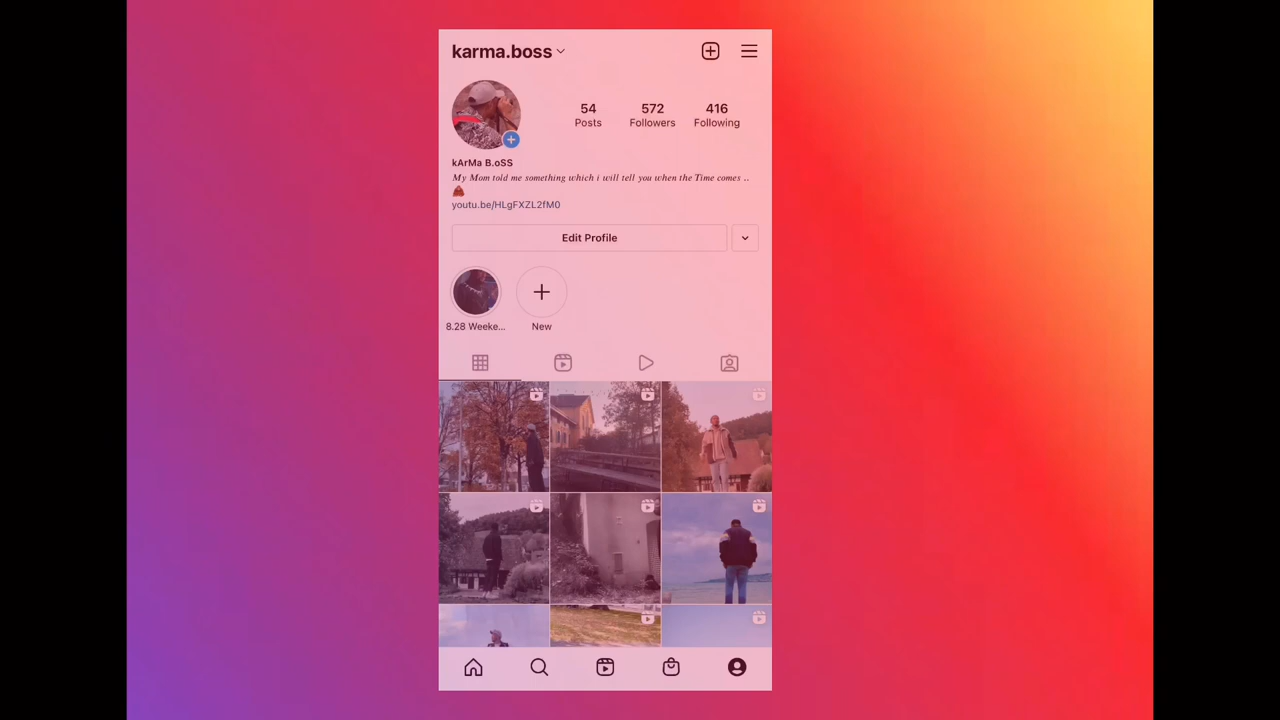 karma.boss
54 572 416
Posts Followers Following
kArMa B.oSS
My Mom told me something which i will tell you when the Time comes ..
youtu.be/HLgFXZL2fM0
Edit Profile
8.28 Weeke... New